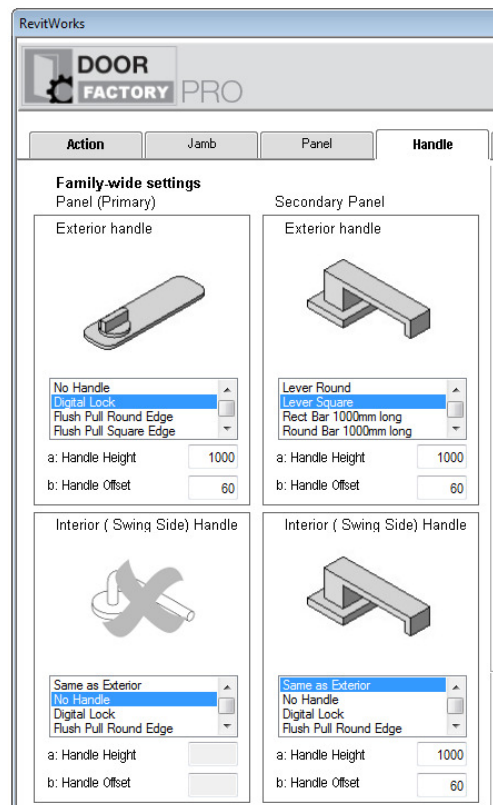 RevitWorks
DOOR
FACTORY PRO
Action Jamb Panel Handle
Family-wide settings
Panel (Primary) Secondary Panel
Exterior handle
No Handle
Digital Lock
Flush Pull Round Edge
Flush Pull Square Edge
a: Handle Height 1000
b: Handle Offset 60
Exterior handle
Lever Round
Lever Square
Rect Bar 1000mm long
Round Bar 1000mm long
a: Handle Height 1000
b: Handle Offset 60
Interior ( Swing Side) Handle
Same as Exterior
No Handle
Digital Lock
Flush Pull Round Edge
a: Handle Height
b: Handle Offset
Interior ( Swing Side) Handle
Same as Exterior
No Handle
Digital Lock
Flush Pull Round Edge
a: Handle Height 1000
b: Handle Offset 60